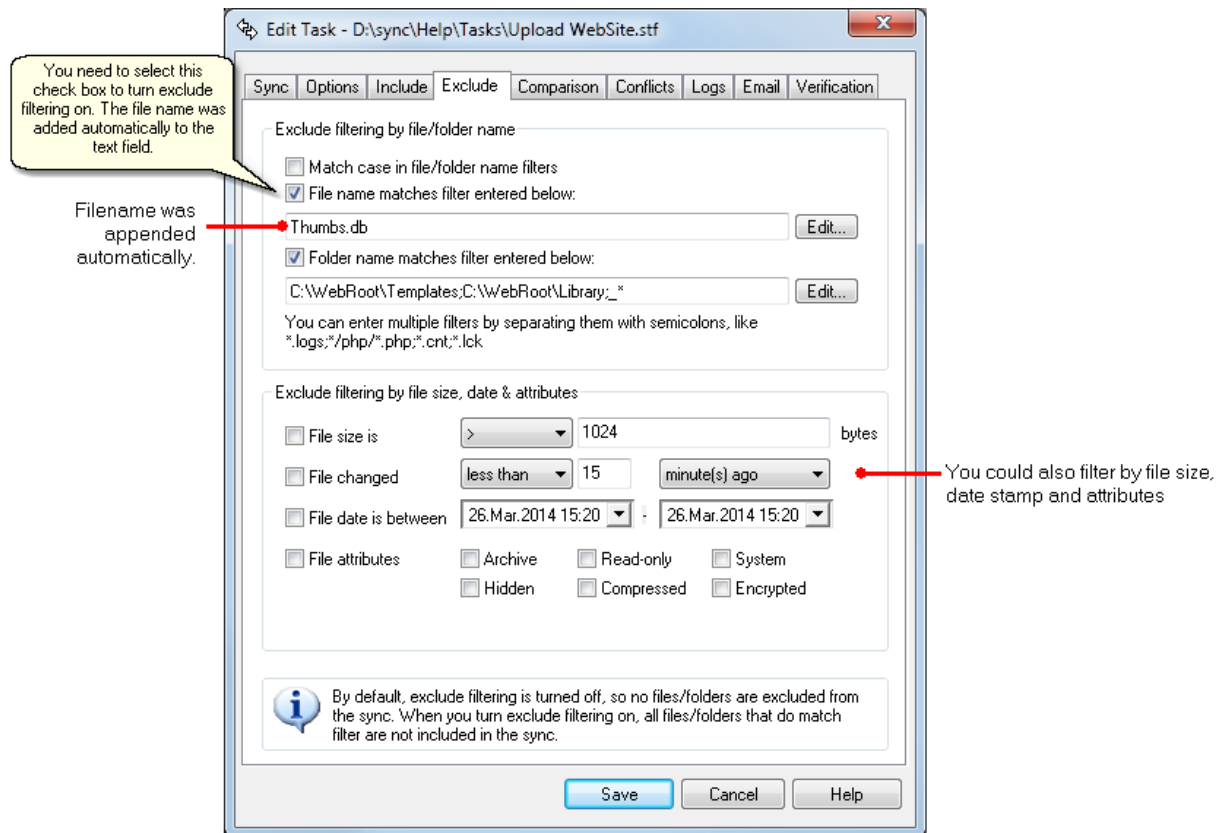 Edit Task - D:\sync\Help\Tasks\Upload WebSite.stf
You need to select this
check box to turn exclude
filtering on. The file name was
added automatically to the
text field.
Sync Options Include Exclude Comparison Conflicts Logs Email Verification
Exclude filtering by file/folder name
Match case in file/folder name filters
File name matches filter entered below:
Filename was
appended
automatically.
Thumbs.db Edit...
Folder name matches filter entered below:
C:\WebRoot\Templates;C:\WebRoot\Library;_* Edit...
You can enter multiple filters by separating them with semicolons, like
*.logs;*/php/*.php;*.cnt;*.lck
Exclude filtering by file size, date & attributes
File size is > 1024 bytes
File changed less than 15 minute(s) ago
You could also filter by file size,
date stamp and attributes
File date is between 26.Mar.2014 15:20 - 26.Mar.2014 15:20
File attributes Archive Read-only System
Hidden Compressed Encrypted
By default, exclude filtering is turned off, so no files/folders are excluded from
the sync. When you turn exclude filtering on, all files/folders that do match
filter are not included in the sync.
Save Cancel Help